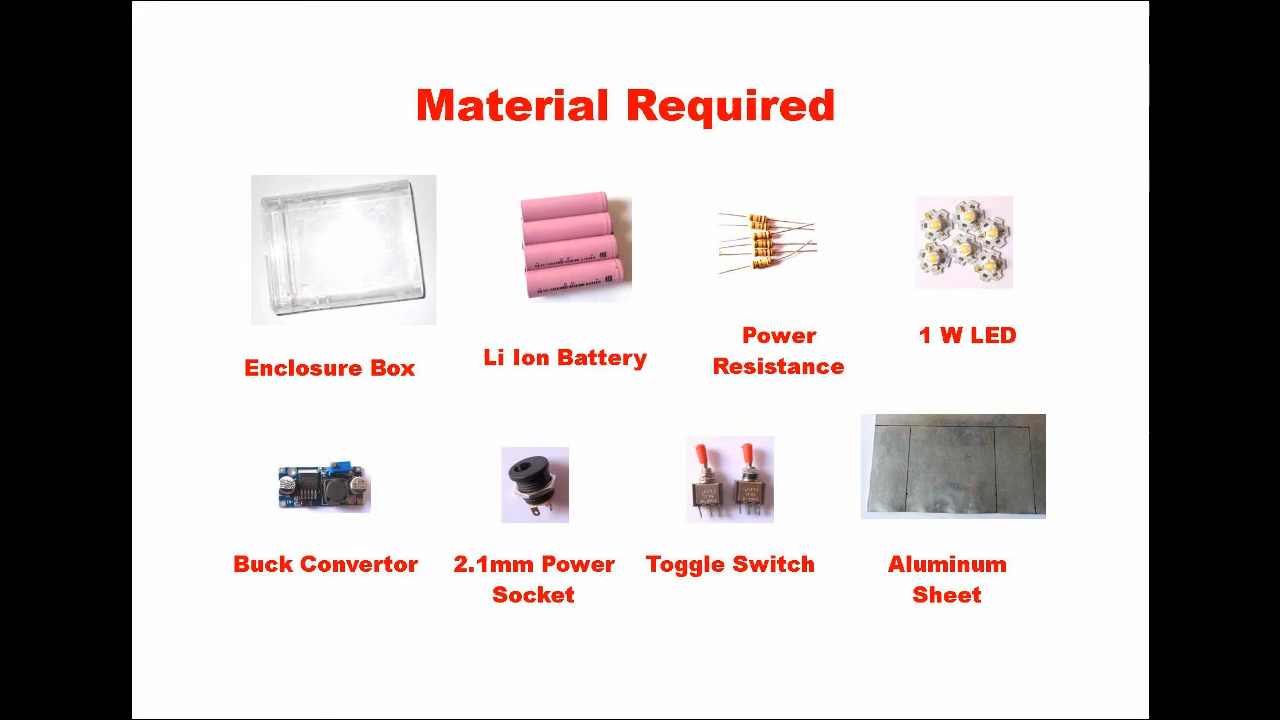 Material Required
Enclosure Box
Li Ion Battery
Power
Resistance
1 W LED
Buck Convertor
2.1mm Power
Socket
Toggle Switch
Aluminum
Sheet